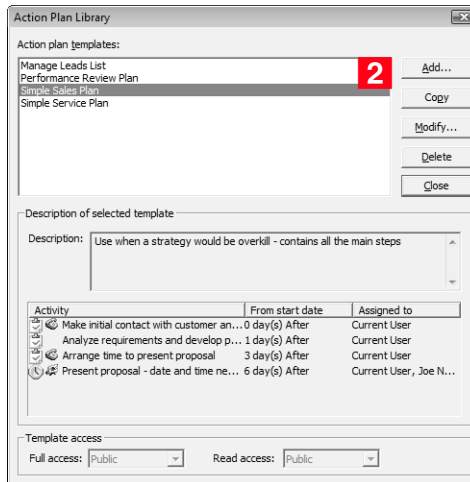 Action Plan Library
Action plan templates:
Manage Leads List
Performance Review Plan
Simple Sales Plan
Simple Service Plan
2
Add...
Copy
Modify...
Delete
Close
Description of selected template
Description: Use when a strategy would be overkill - contains all the main steps
Activity From start date Assigned to
Make initial contact with customer an... 0 day(s) After Current User
Analyze requirements and develop p... 1 day(s) After Current User
Arrange time to present proposal 3 day(s) After Current User
Present proposal - date and time ne... 6 day(s) After Current User, Joe N...
Template access
Full access: Public Read access: Public